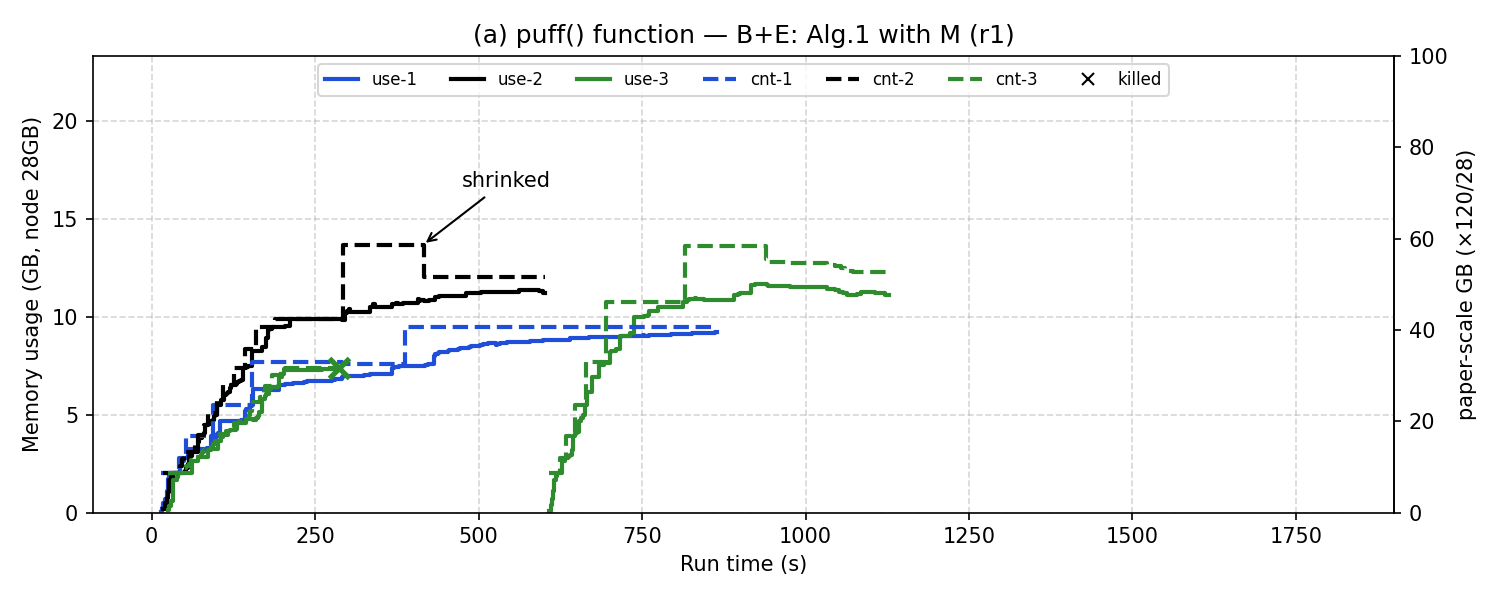 (a) puff() function — B+E: Alg.1 with M (r1)
use-1 use-2 use-3 cnt-1 cnt-2 cnt-3 killed
Memory usage (GB, node 28GB)
20
15
10
5
0
shrinked
100
80
60
40
20
0
paper-scale GB (×120/28)
0 250 500 750 1000 1250 1500 1750
Run time (s)